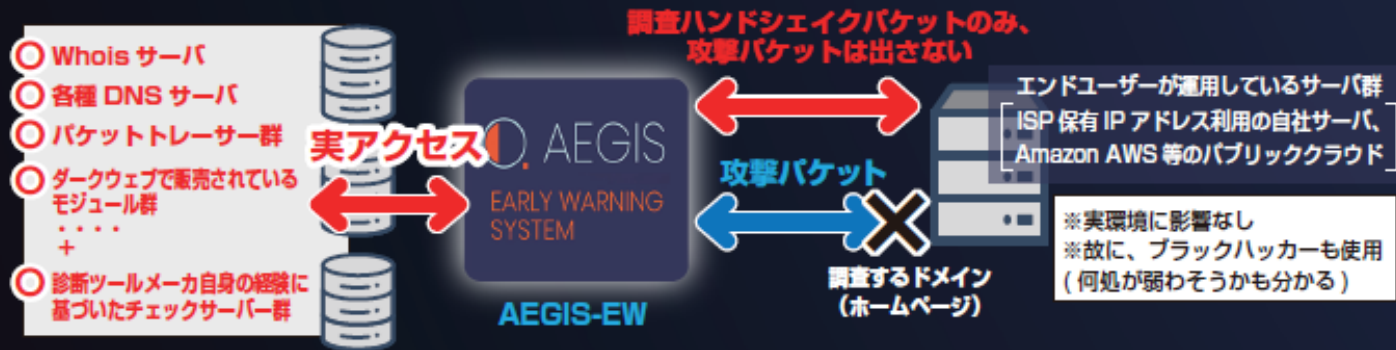 Whois サーバ
各種 DNS サーバ
パケットトレーサー群
ダークウェブで販売されている
モジュール群
・・・・
+
診断ツールメーカ自身の経験に
基づいたチェックサーバー群
実アクセス
AEGIS
EARLY WARNING
SYSTEM
AEGIS-EW
調査ハンドシェイクパケットのみ、
攻撃パケットは出さない
攻撃パケット
調査するドメイン
（ホームページ）
エンドユーザーが運用しているサーバ群
ISP 保有 IP アドレス利用の自社サーバ、
Amazon AWS 等のパブリッククラウド
※実環境に影響なし
※故に、ブラックハッカーも使用
( 何処が弱わそうかも分かる )